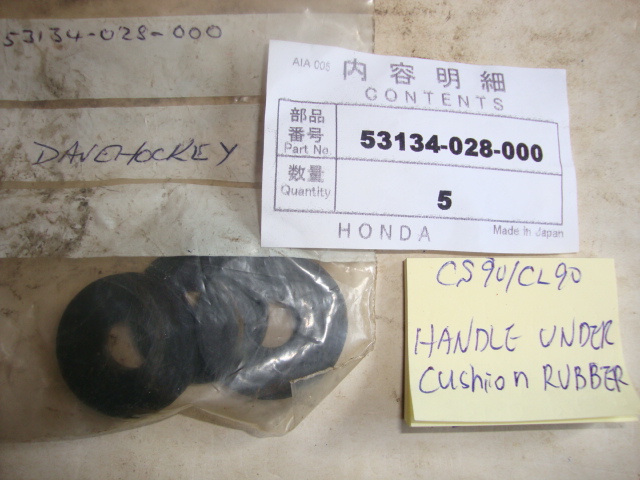 53134-028-000
DAVEHOCKEY
AIA 005
内容明細
CONTENTS
部品
番号
Part No.
53134-028-000
数量
Quantity
5
HONDA
Made in Japan
CS90/CL90
HANDLE UNDER
Cushion RUBBER